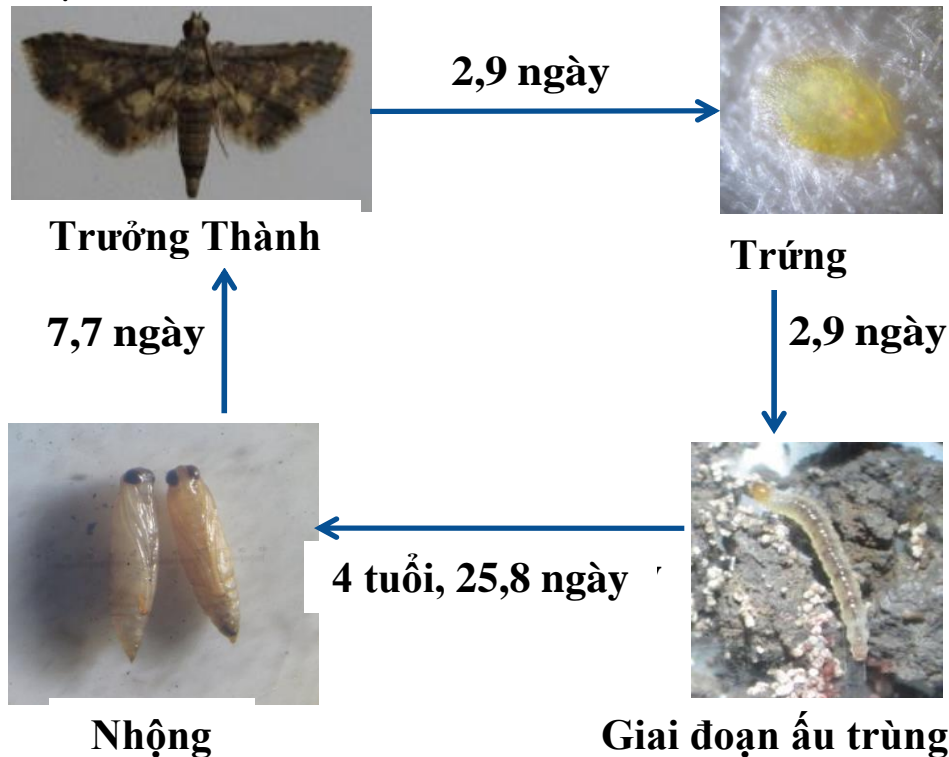 2,9 ngày
Trưởng Thành
Trứng
7,7 ngày
2,9 ngày
4 tuổi, 25,8 ngày
Nhộng
Giai đoạn ấu trùng